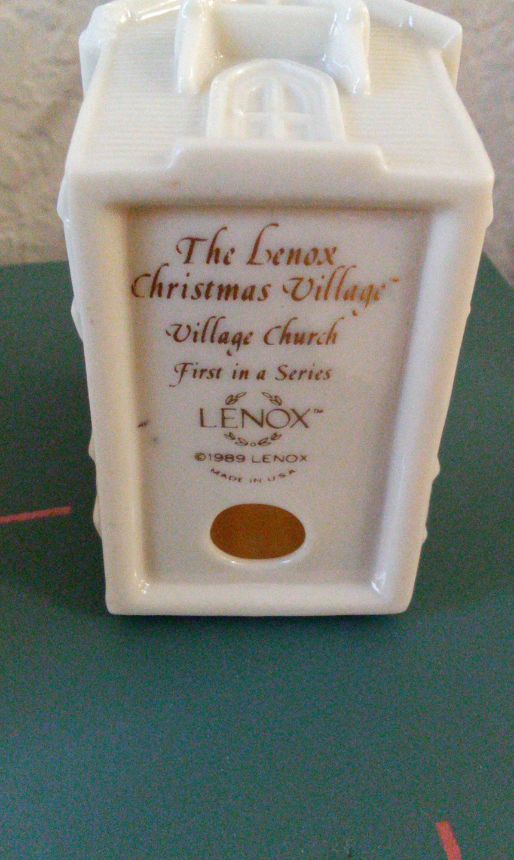 The Lenox
Christmas Village™
Village Church
First in a Series
LENOX™
©1989 LENOX
MADE IN U.S.A